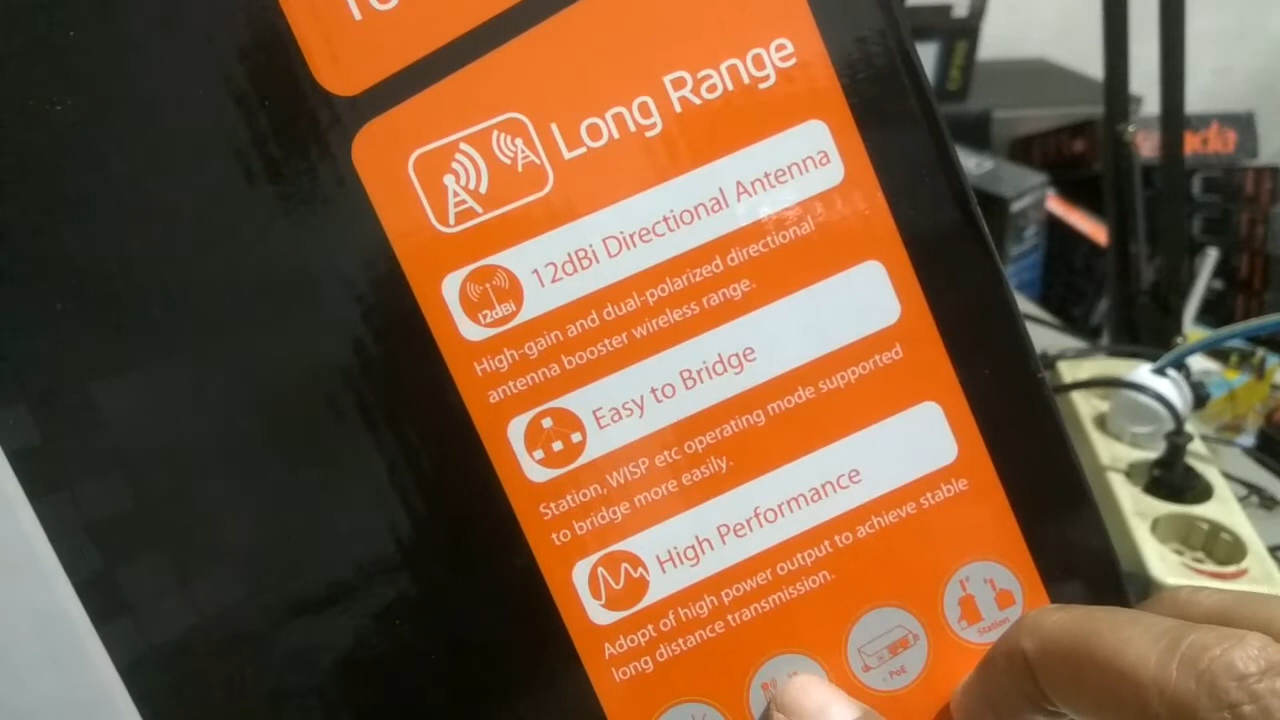 Long Range
12dBi
12dBi Directional Antenna
High-gain and dual-polarized directional
antenna booster wireless range.
Easy to Bridge
Station, WISP etc operating mode supported
to bridge more easily.
High Performance
Adopt of high power output to achieve stable
long distance transmission.
PoE
Station